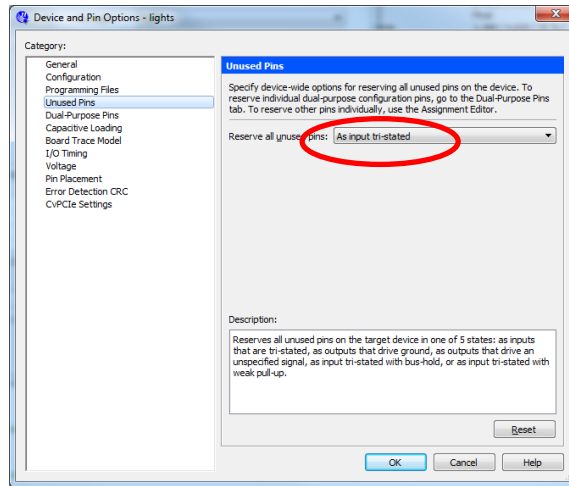 Device and Pin Options - lights
Category:
General
Configuration
Programming Files
Unused Pins
Dual-Purpose Pins
Capacitive Loading
Board Trace Model
I/O Timing
Voltage
Pin Placement
Error Detection CRC
CvPCIe Settings
Unused Pins
Specify device-wide options for reserving all unused pins on the device. To
reserve individual dual-purpose configuration pins, go to the Dual-Purpose Pins
tab. To reserve other pins individually, use the Assignment Editor.
Reserve all unused pins: As input tri-stated
Description:
Reserves all unused pins on the target device in one of 5 states: as inputs
that are tri-stated, as outputs that drive ground, as outputs that drive an
unspecified signal, as input tri-stated with bus-hold, or as input tri-stated with
weak pull-up.
Reset
OK Cancel Help